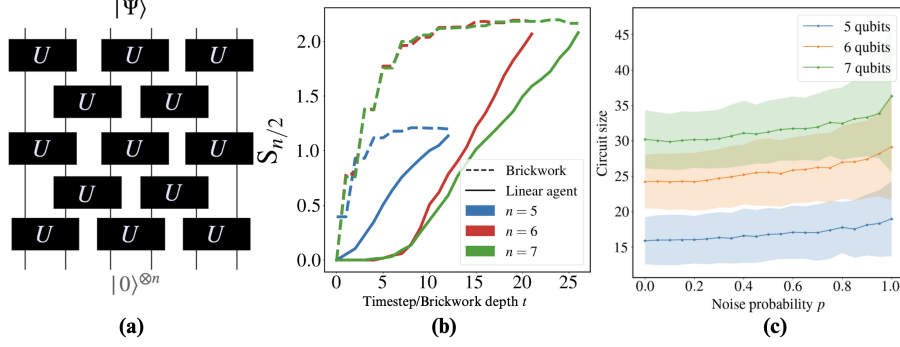 |Ψ⟩
U U U
U U
U U U
U U
U U U
|0⟩⊗n
(a)
S_{n/2}
2.0
1.5
1.0
0.5
0.0
0 5 10 15 20 25
Timestep/Brickwork depth t
Brickwork
Linear agent
n = 5
n = 6
n = 7
(b)
Circuit size
45
40
35
30
25
20
15
0.0 0.2 0.4 0.6 0.8 1.0
Noise probability p
5 qubits
6 qubits
7 qubits
(c)